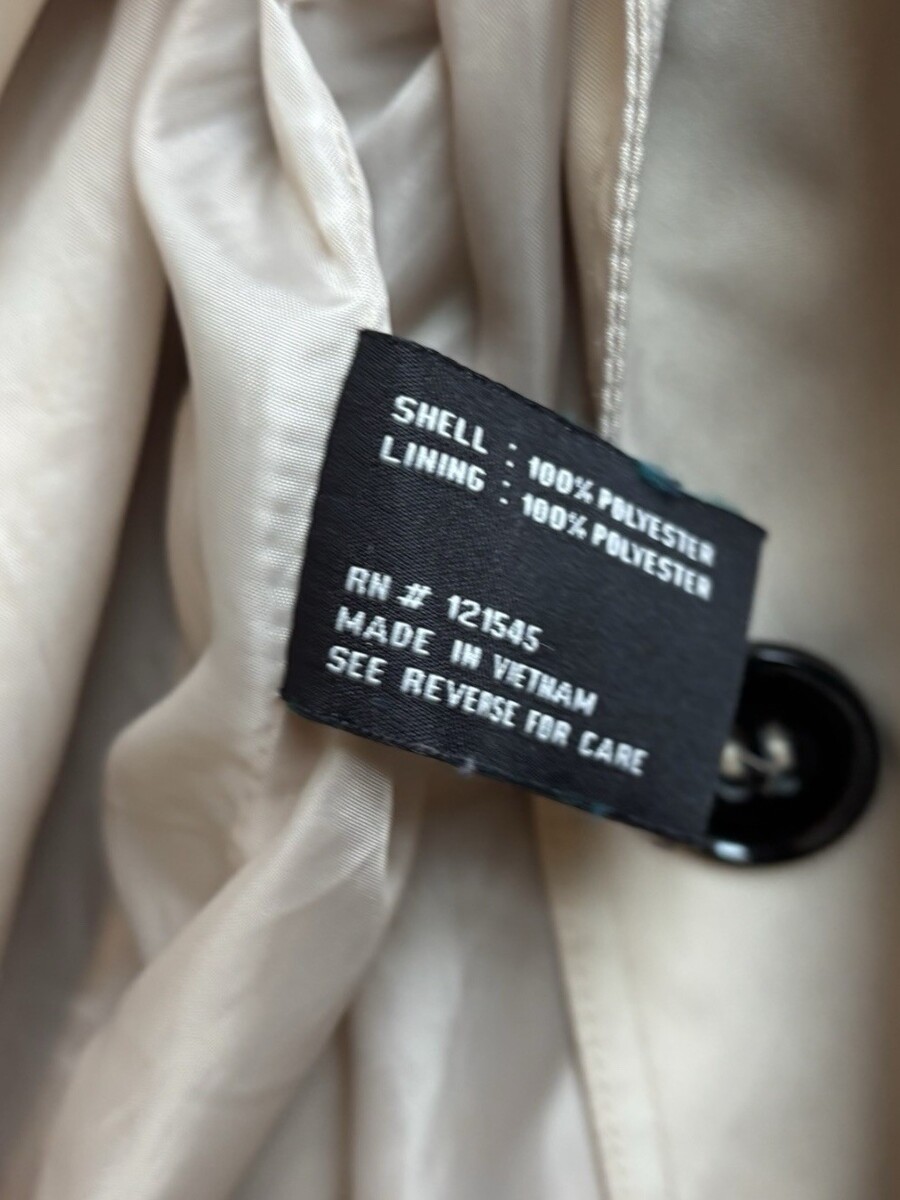 SHELL : 100% POLYESTER
LINING : 100% POLYESTER
RN # 121545
MADE IN VIETNAM
SEE REVERSE FOR CARE